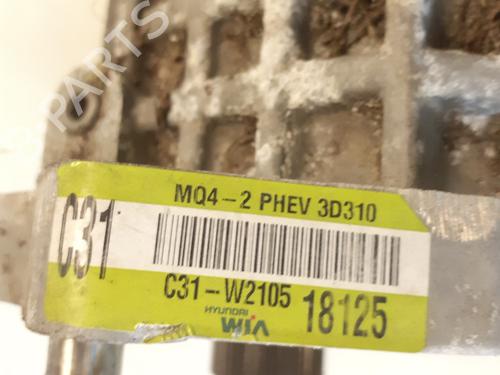 C31
MQ4-2 PHEV 3D310
C31-W2105
HYUNDAI
WIA
18125
B-PARTS